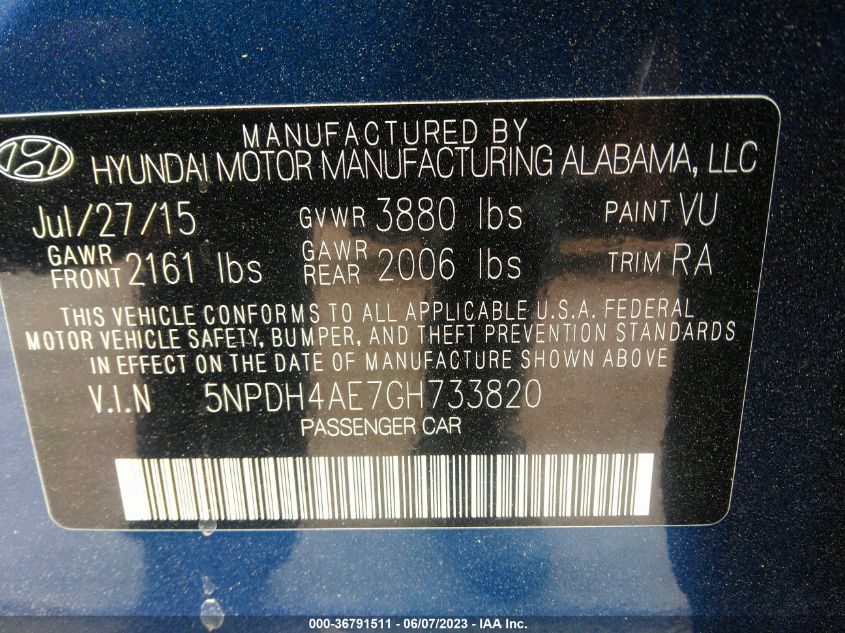 MANUFACTURED BY
HYUNDAI MOTOR MANUFACTURING ALABAMA, LLC
Jul/27/15 GVWR 3880 lbs PAINT VU
GAWR FRONT 2161 lbs GAWR REAR 2006 lbs TRIM RA
THIS VEHICLE CONFORMS TO ALL APPLICABLE U.S.A. FEDERAL
MOTOR VEHICLE SAFETY, BUMPER, AND THEFT PREVENTION STANDARDS
IN EFFECT ON THE DATE OF MANUFACTURE SHOWN ABOVE
V.I.N 5NPDH4AE7GH733820
PASSENGER CAR
000-36791511 - 06/07/2023 - IAA Inc.